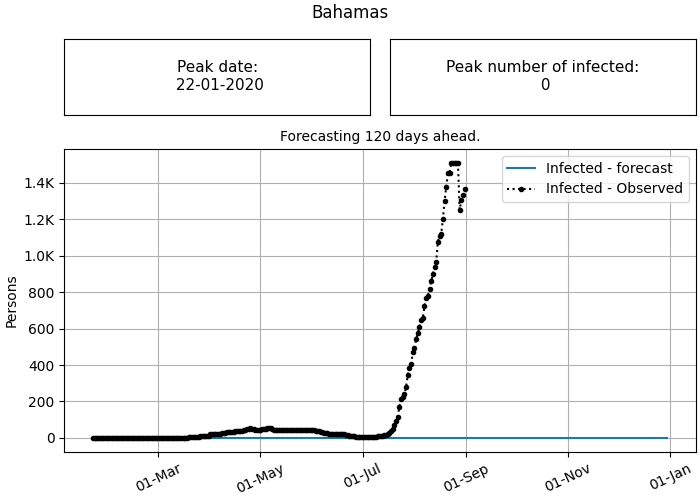 Bahamas
Peak date:
22-01-2020
Peak number of infected:
0
Forecasting 120 days ahead.
Infected - forecast
Infected - Observed
1.4K
1.2K
1.0K
800
600
400
200
0
Persons
01-Mar
01-May
01-Jul
01-Sep
01-Nov
01-Jan